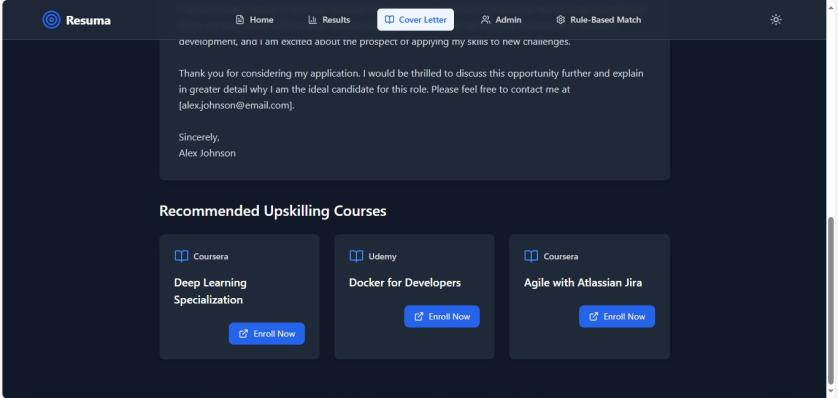 Resuma
Home
Results
Cover Letter
Admin
Rule-Based Match
development, and I am excited about the prospect of applying my skills to new challenges.
Thank you for considering my application. I would be thrilled to discuss this opportunity further and explain
in greater detail why I am the ideal candidate for this role. Please feel free to contact me at
[alex.johnson@email.com].
Sincerely,
Alex Johnson
Recommended Upskilling Courses
Coursera
Deep Learning
Specialization
Enroll Now
Udemy
Docker for Developers
Enroll Now
Coursera
Agile with Atlassian Jira
Enroll Now